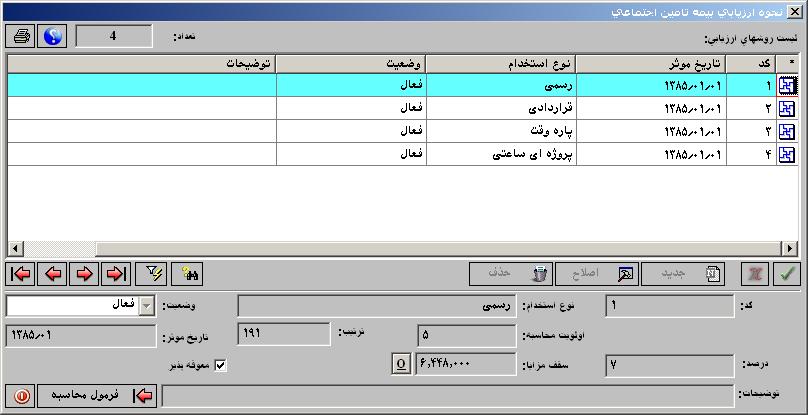 نحوه ارزيابي بيمه تامين اجتماعي
ليست روشهاي ارزيابي: تعداد: 4
* کد تاريخ موثر نوع استخدام وضعيت توضيحات
۱ ۱۳۸۵/۰۱/۰۱ رسمی فعال
۲ ۱۳۸۵/۰۱/۰۱ قراردادی فعال
۳ ۱۳۸۵/۰۱/۰۱ پاره وقت فعال
۴ ۱۳۸۵/۰۱/۰۱ پروژه ای ساعتی فعال
جديد اصلاح حذف
کد: ۱ نوع استخدام: رسمی وضعيت: فعال
اولويت محاسبه: ۵ ترتيب: ۱۹۱ تاريخ موثر: ۱۳۸۵/۰۱
درصد: ۷ سقف مزايا: ۶,۴۴۸,۰۰۰ O معوقه پذير
توضيحات: فرمول محاسبه